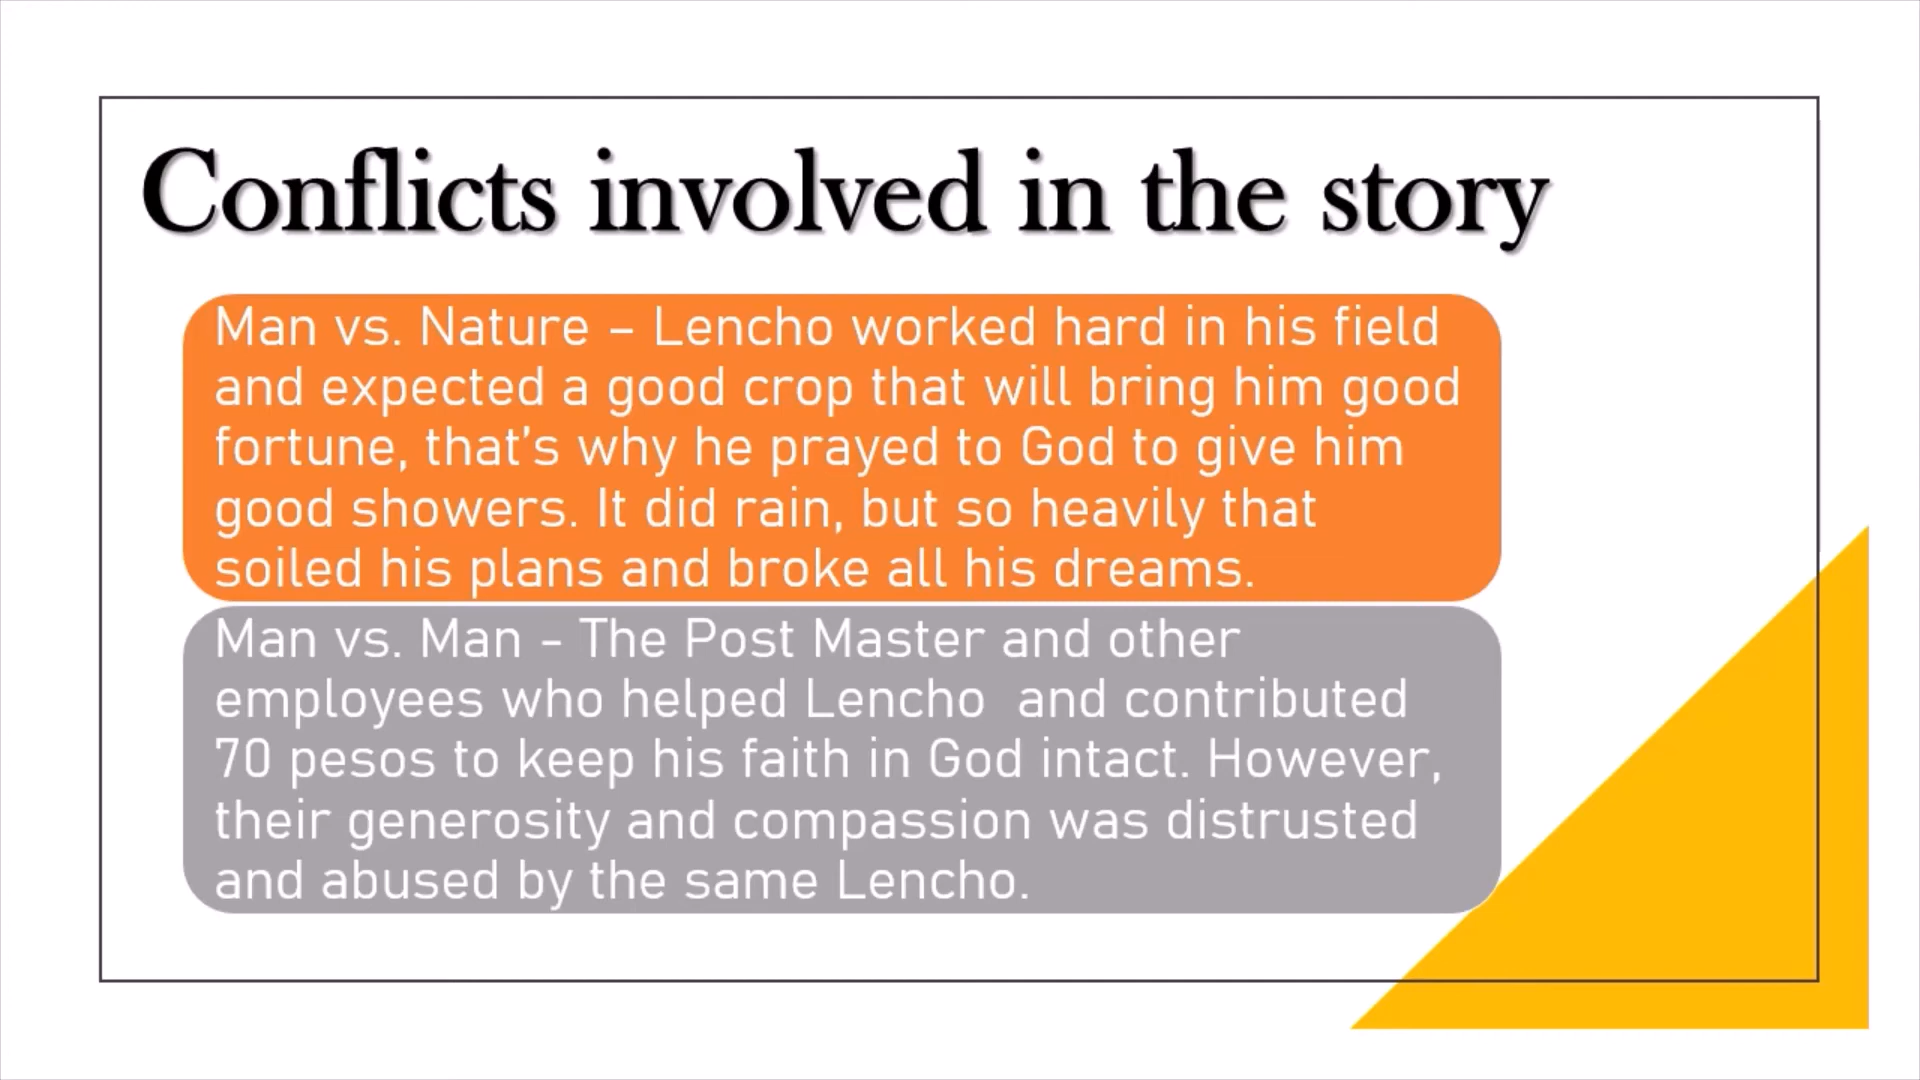 Conflicts involved in the story
Man vs. Nature – Lencho worked hard in his field
and expected a good crop that will bring him good
fortune, that’s why he prayed to God to give him
good showers. It did rain, but so heavily that
soiled his plans and broke all his dreams.
Man vs. Man - The Post Master and other
employees who helped Lencho  and contributed
70 pesos to keep his faith in God intact. However,
their generosity and compassion was distrusted
and abused by the same Lencho.